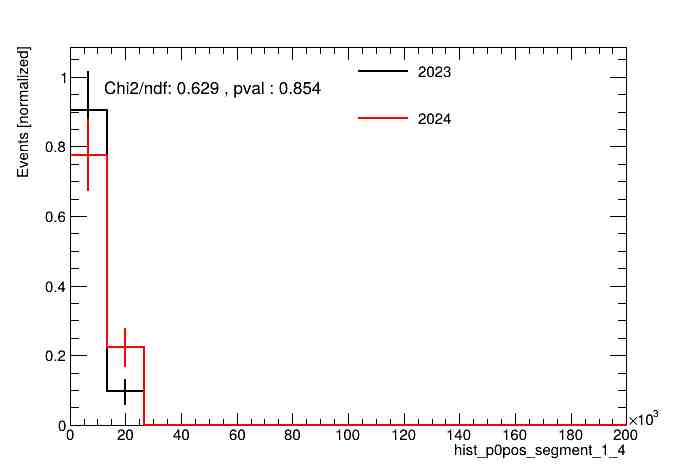 Events [normalized]
Chi2/ndf: 0.629 , pval : 0.854
2023
2024
1
0.8
0.6
0.4
0.2
0
0 20 40 60 80 100 120 140 160 180 200
×10³
hist_p0pos_segment_1_4